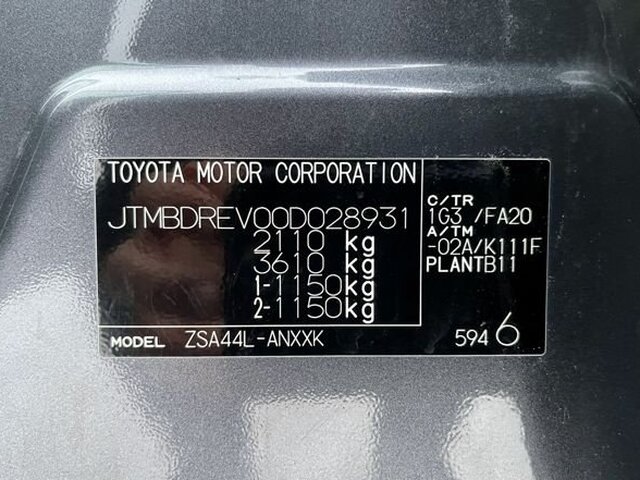 TOYOTA MOTOR CORPORATION
JTMBDREV00D028931
2110 kg
3610 kg
1-1150kg
2-1150kg
MODEL ZSA44L-ANXXK
C/TR
1G3 /FA20
A/TM
-02A/K111F
PLANTB11
594 6